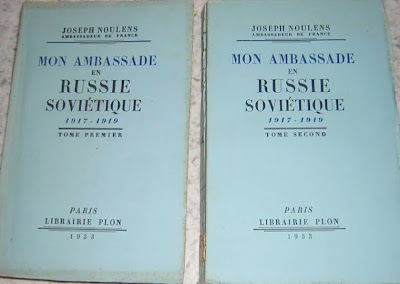 JOSEPH NOULENS
AMBASSADEUR DE FRANCE
MON AMBASSADE
EN
RUSSIE
SOVIÉTIQUE
1917-1919
TOME PREMIER
PARIS
LIBRAIRIE PLON
1933
JOSEPH NOULENS
AMBASSADEUR DE FRANCE
MON AMBASSADE
EN
RUSSIE
SOVIÉTIQUE
1917-1919
TOME SECOND
PARIS
LIBRAIRIE PLON
1933